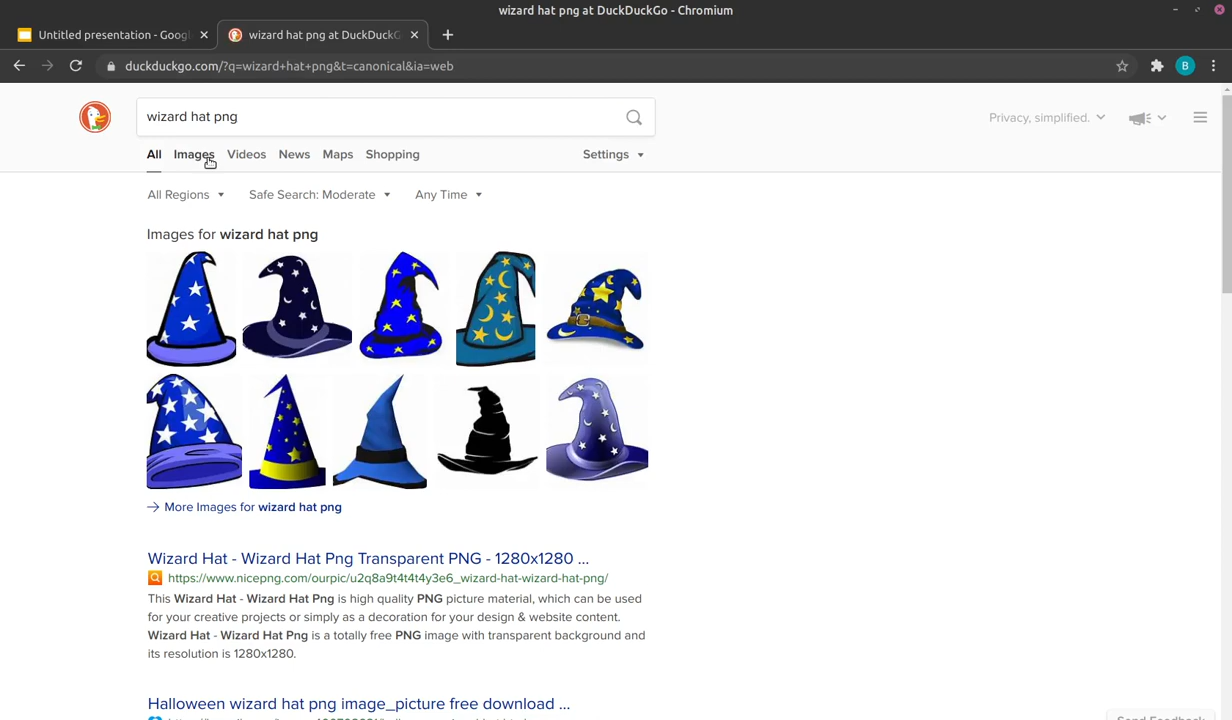 wizard hat png at DuckDuckGo - Chromium
Untitled presentation - Goog
wizard hat png at DuckDuckG
duckduckgo.com/?q=wizard+hat+png&t=canonical&ia=web
B
wizard hat png
Privacy, simplified.
All Images Videos News Maps Shopping Settings
All Regions Safe Search: Moderate Any Time
Images for wizard hat png
More Images for wizard hat png
Wizard Hat - Wizard Hat Png Transparent PNG - 1280x1280 ...
https://www.nicepng.com/ourpic/u2q8a9t4t4t4y3e6_wizard-hat-wizard-hat-png/
This Wizard Hat - Wizard Hat Png is high quality PNG picture material, which can be used
for your creative projects or simply as a decoration for your design & website content.
Wizard Hat - Wizard Hat Png is a totally free PNG image with transparent background and
its resolution is 1280x1280.
Halloween wizard hat png image_picture free download ...
Send Feedback